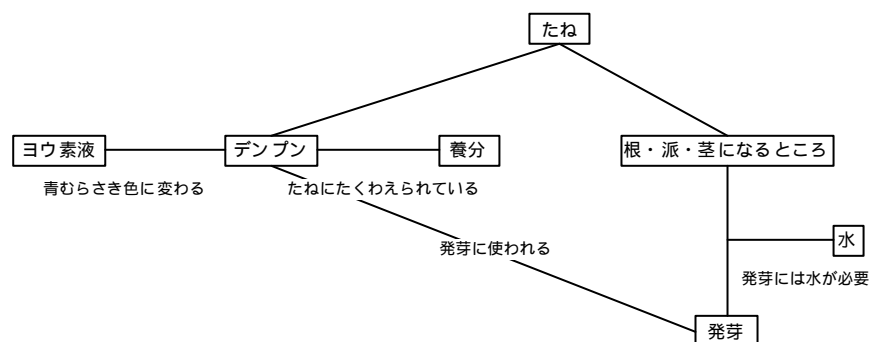 たね
ヨウ素液
デンプン
養分
根・派・茎になるところ
青むらさき色に変わる
たねにたくわえられている
水
発芽に使われる
発芽には水が必要
発芽